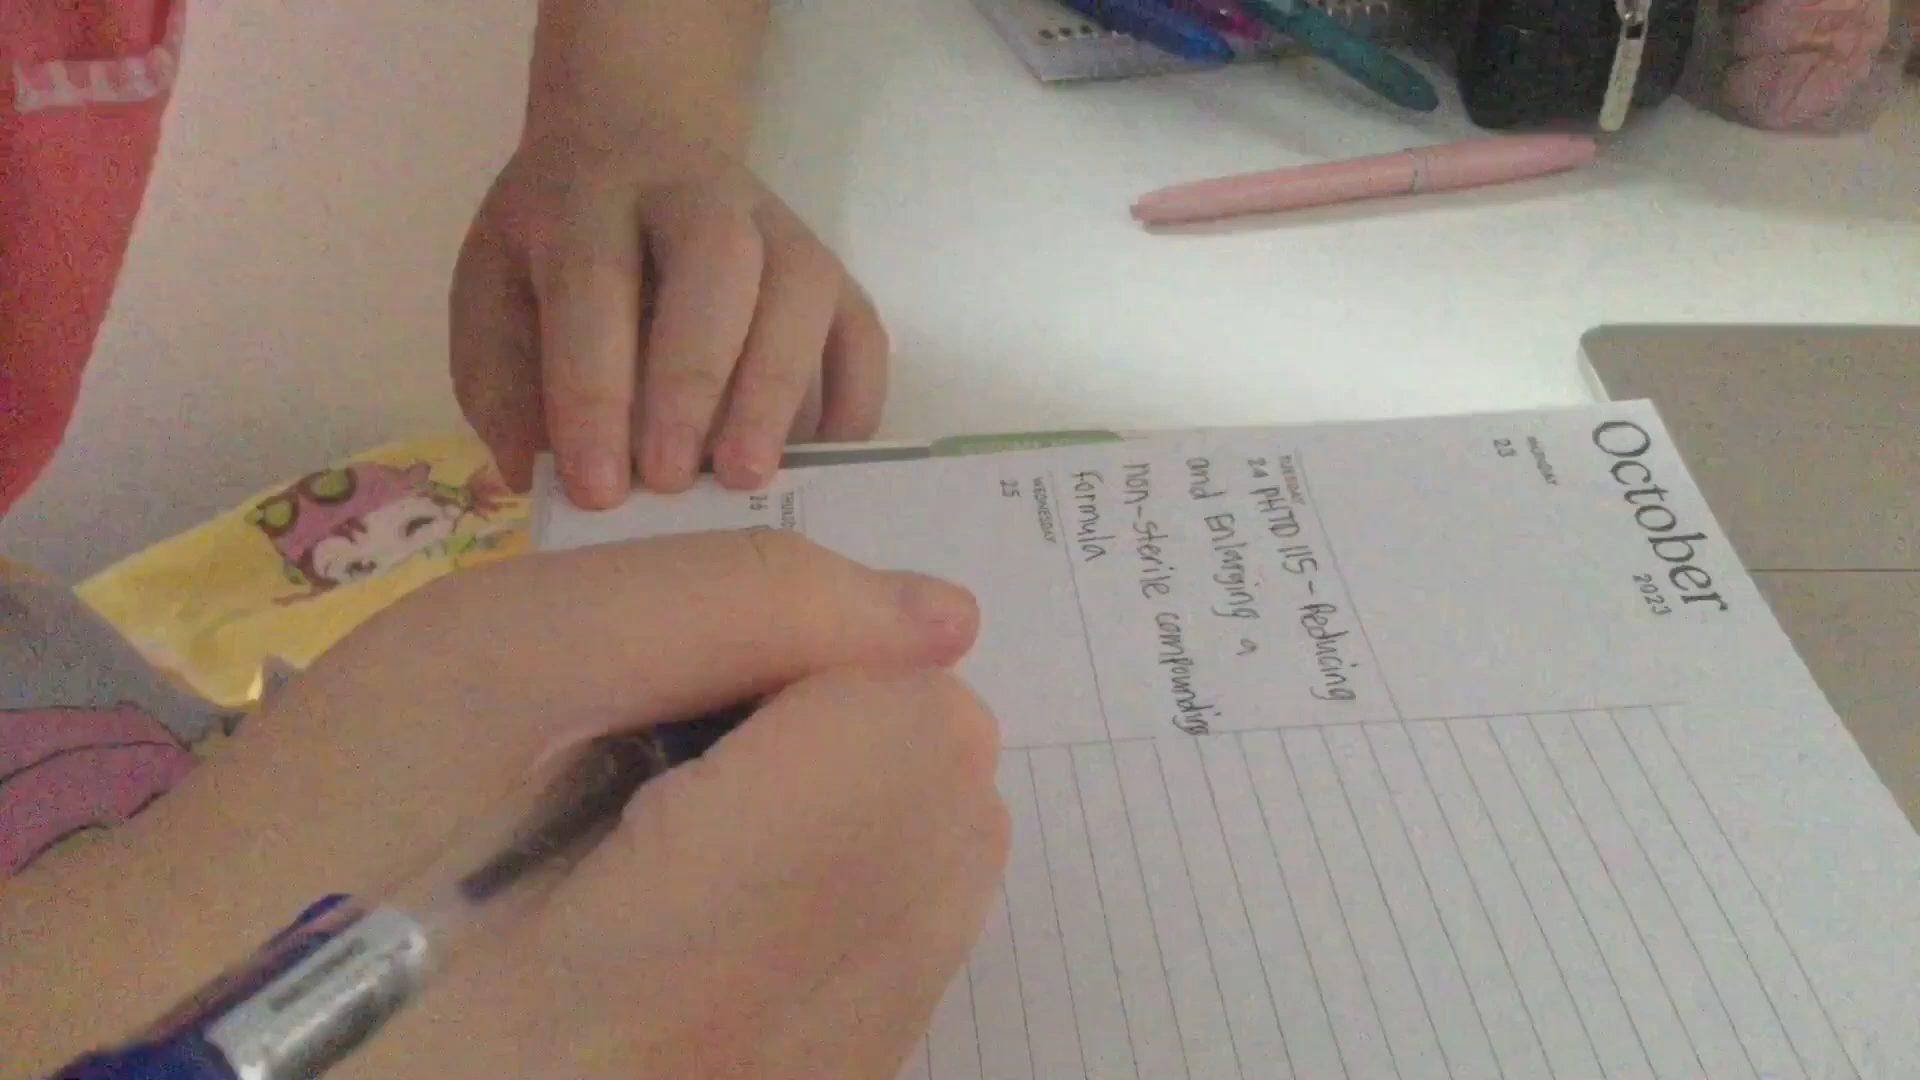 October
2023
MONDAY
23
TUESDAY
24 PHTD 115 - Reducing
and Enlarging a
non-sterile compounding
formula
WEDNESDAY
25
26